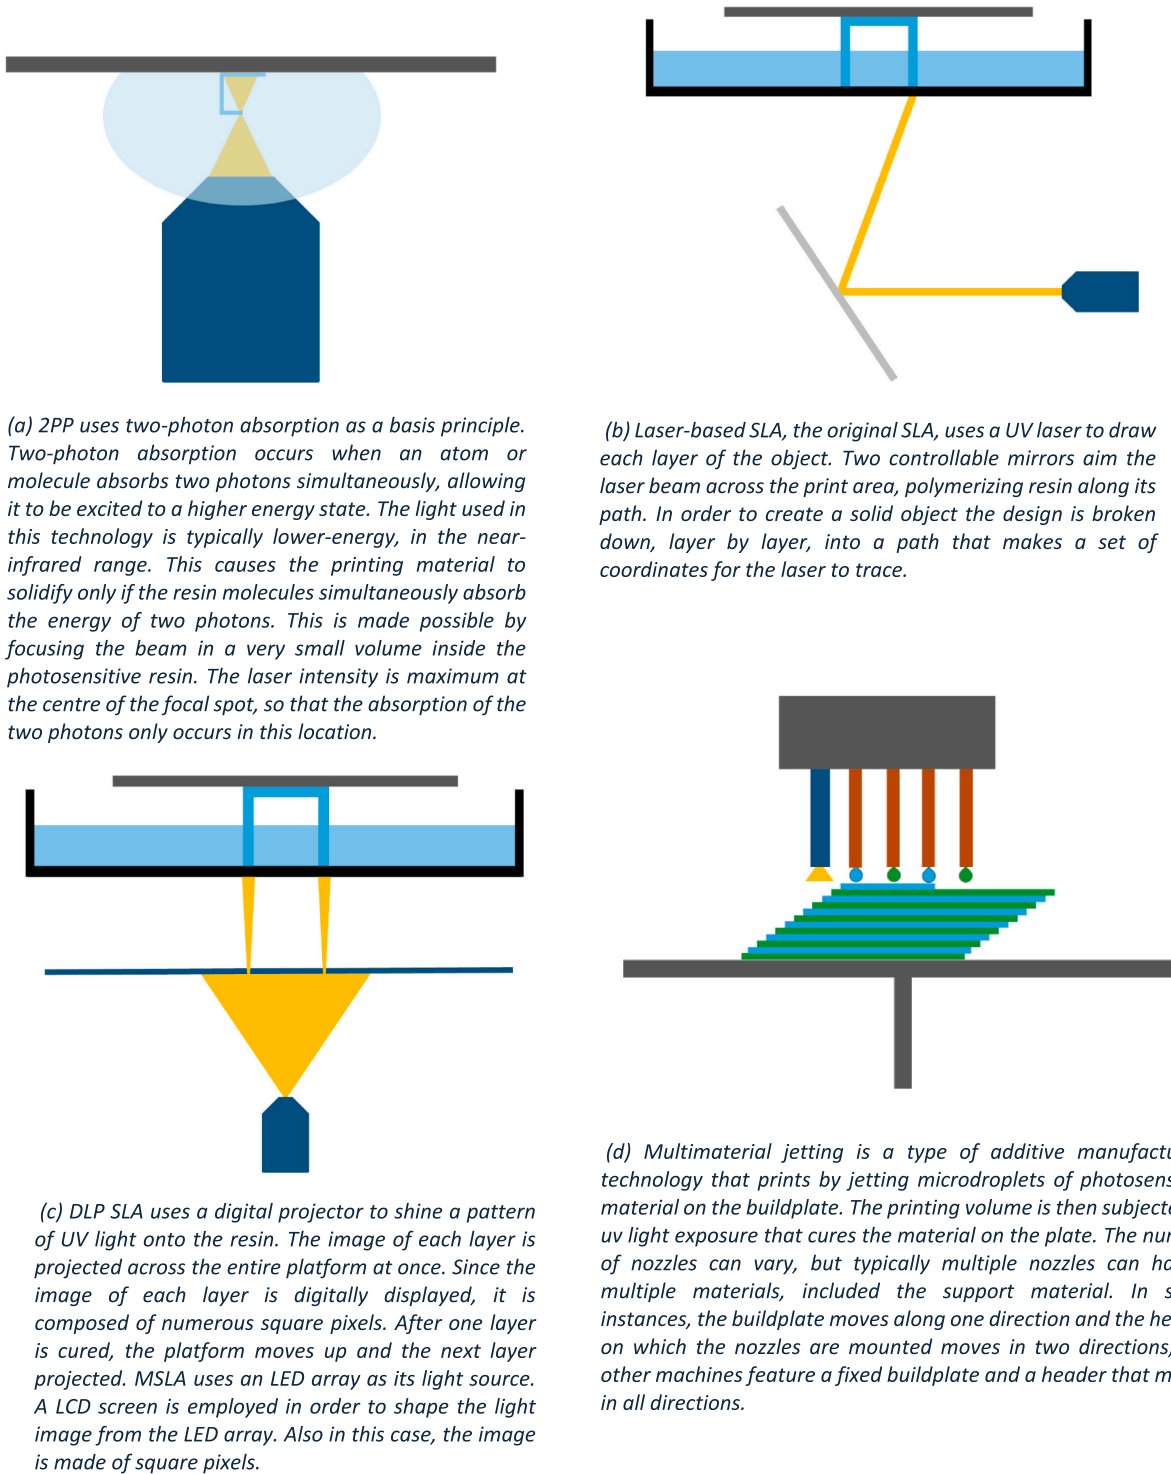 (a) 2PP uses two-photon absorption as a basis principle.
Two-photon absorption occurs when an atom or
molecule absorbs two photons simultaneously, allowing
it to be excited to a higher energy state. The light used in
this technology is typically lower-energy, in the near-
infrared range. This causes the printing material to
solidify only if the resin molecules simultaneously absorb
the energy of two photons. This is made possible by
focusing the beam in a very small volume inside the
photosensitive resin. The laser intensity is maximum at
the centre of the focal spot, so that the absorption of the
two photons only occurs in this location.
(b) Laser-based SLA, the original SLA, uses a UV laser to draw
each layer of the object. Two controllable mirrors aim the
laser beam across the print area, polymerizing resin along its
path. In order to create a solid object the design is broken
down, layer by layer, into a path that makes a set of
coordinates for the laser to trace.
(c) DLP SLA uses a digital projector to shine a pattern
of UV light onto the resin. The image of each layer is
projected across the entire platform at once. Since the
image of each layer is digitally displayed, it is
composed of numerous square pixels. After one layer
is cured, the platform moves up and the next layer
projected. MSLA uses an LED array as its light source.
A LCD screen is employed in order to shape the light
image from the LED array. Also in this case, the image
is made of square pixels.
(d) Multimaterial jetting is a type of additive manufactu
technology that prints by jetting microdroplets of photosens
material on the buildplate. The printing volume is then subjecte
uv light exposure that cures the material on the plate. The nur
of nozzles can vary, but typically multiple nozzles can ha
multiple materials, included the support material. In s
instances, the buildplate moves along one direction and the he
on which the nozzles are mounted moves in two directions,
other machines feature a fixed buildplate and a header that m
in all directions.